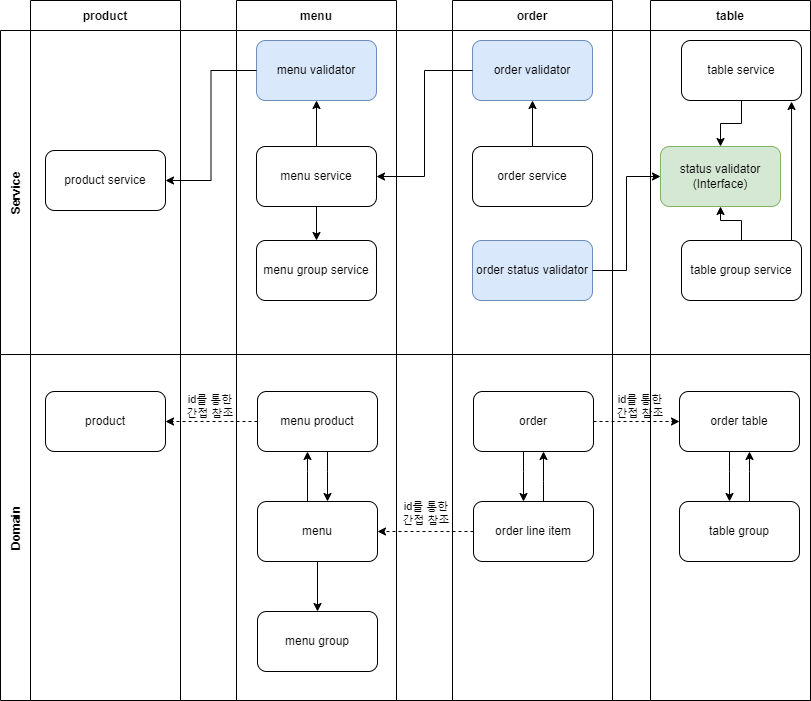 product
menu
order
table
Service
menu validator
order validator
table service
product service
menu service
order service
status validator
(Interface)
menu group service
order status validator
table group service
Domain
id를 통한
간접 참조
id를 통한
간접 참조
product
menu product
order
order table
id를 통한
간접 참조
menu
order line item
table group
menu group